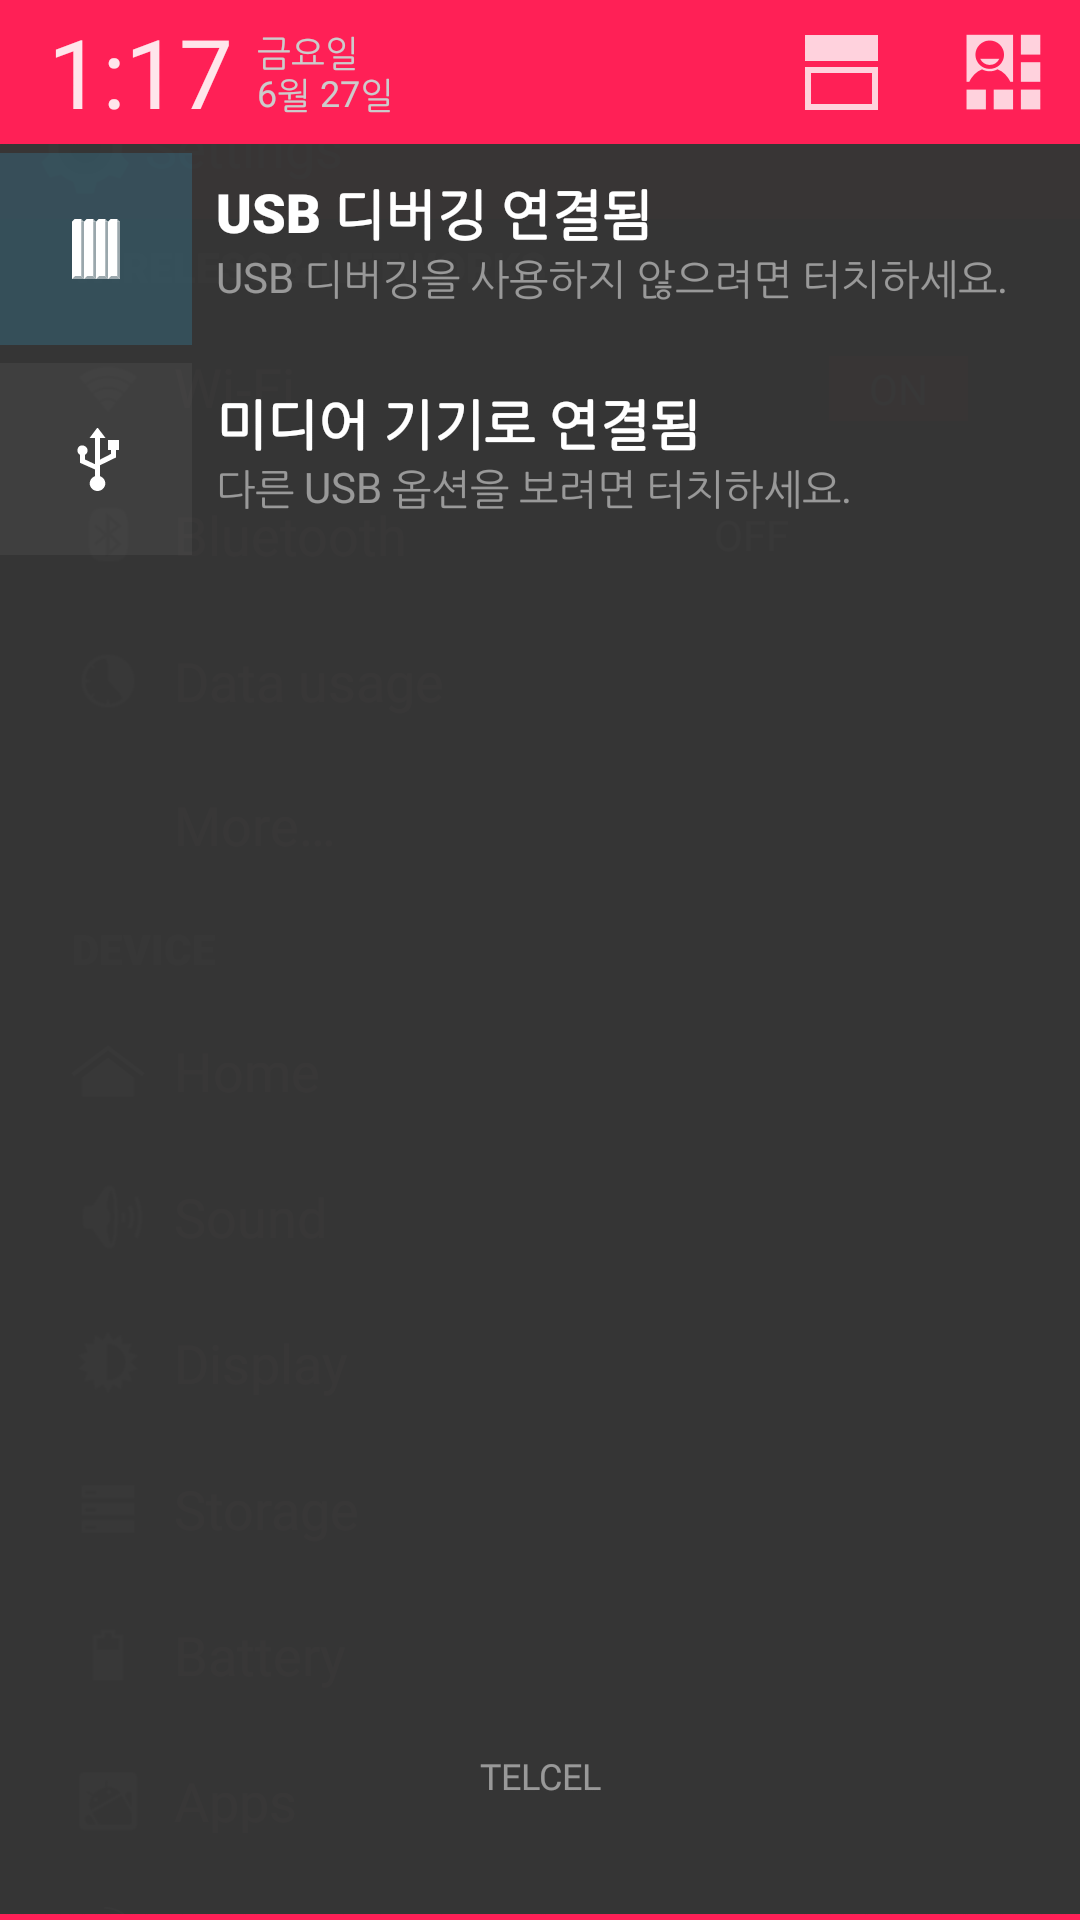 1:17
금요일
6월 27일
USB 디버깅 연결됨
USB 디버깅을 사용하지 않으려면 터치하세요.
Wi-Fi
ON
미디어 기기로 연결됨
다른 USB 옵션을 보려면 터치하세요.
Bluetooth
OFF
Data usage
More...
DEVICE
Home
Sound
Display
Storage
Battery
TELCEL
Apps